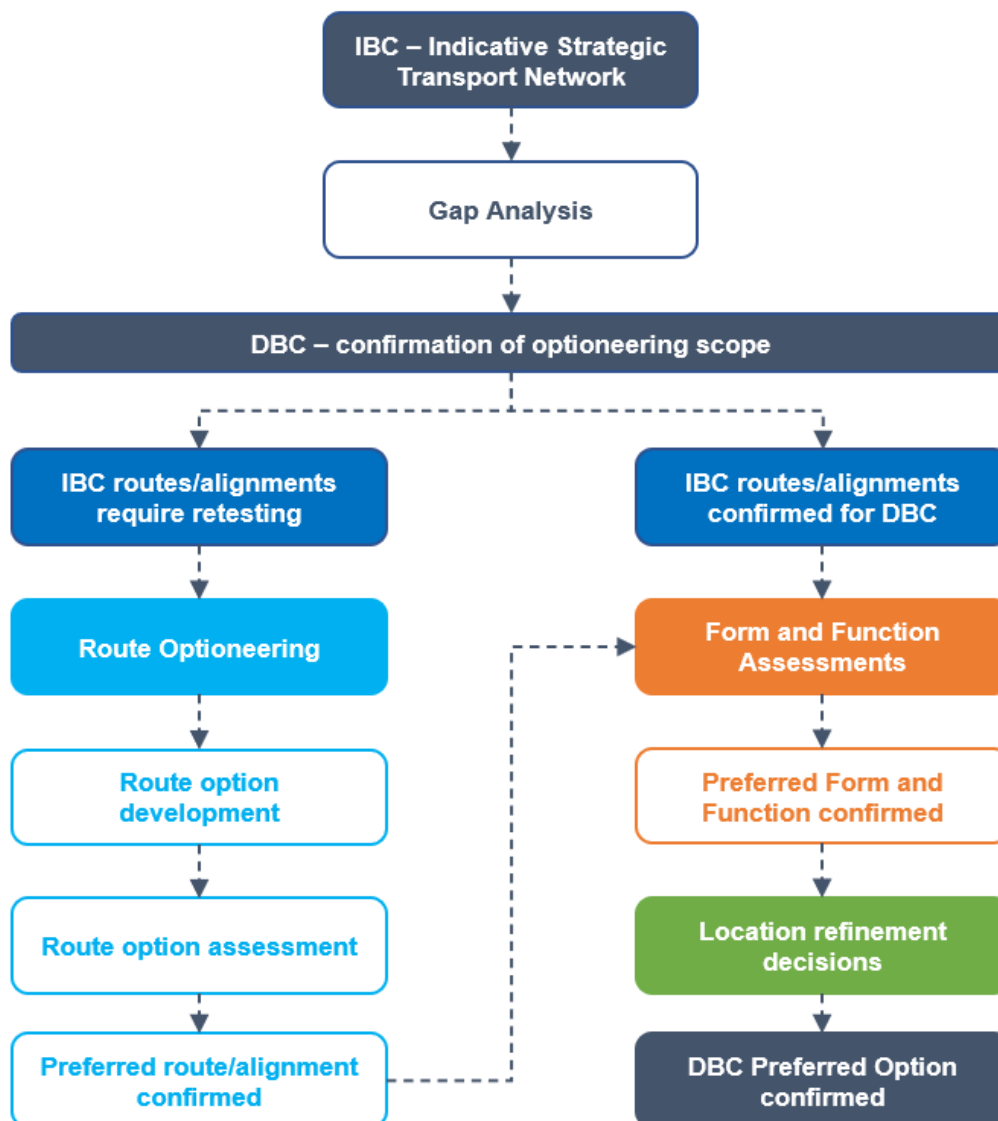 IBC – Indicative Strategic
Transport Network
Gap Analysis
DBC – confirmation of optioneering scope
IBC routes/alignments
require retesting
IBC routes/alignments
confirmed for DBC
Route Optioneering
Form and Function
Assessments
Route option
development
Preferred Form and
Function confirmed
Route option assessment
Location refinement
decisions
Preferred route/alignment
confirmed
DBC Preferred Option
confirmed